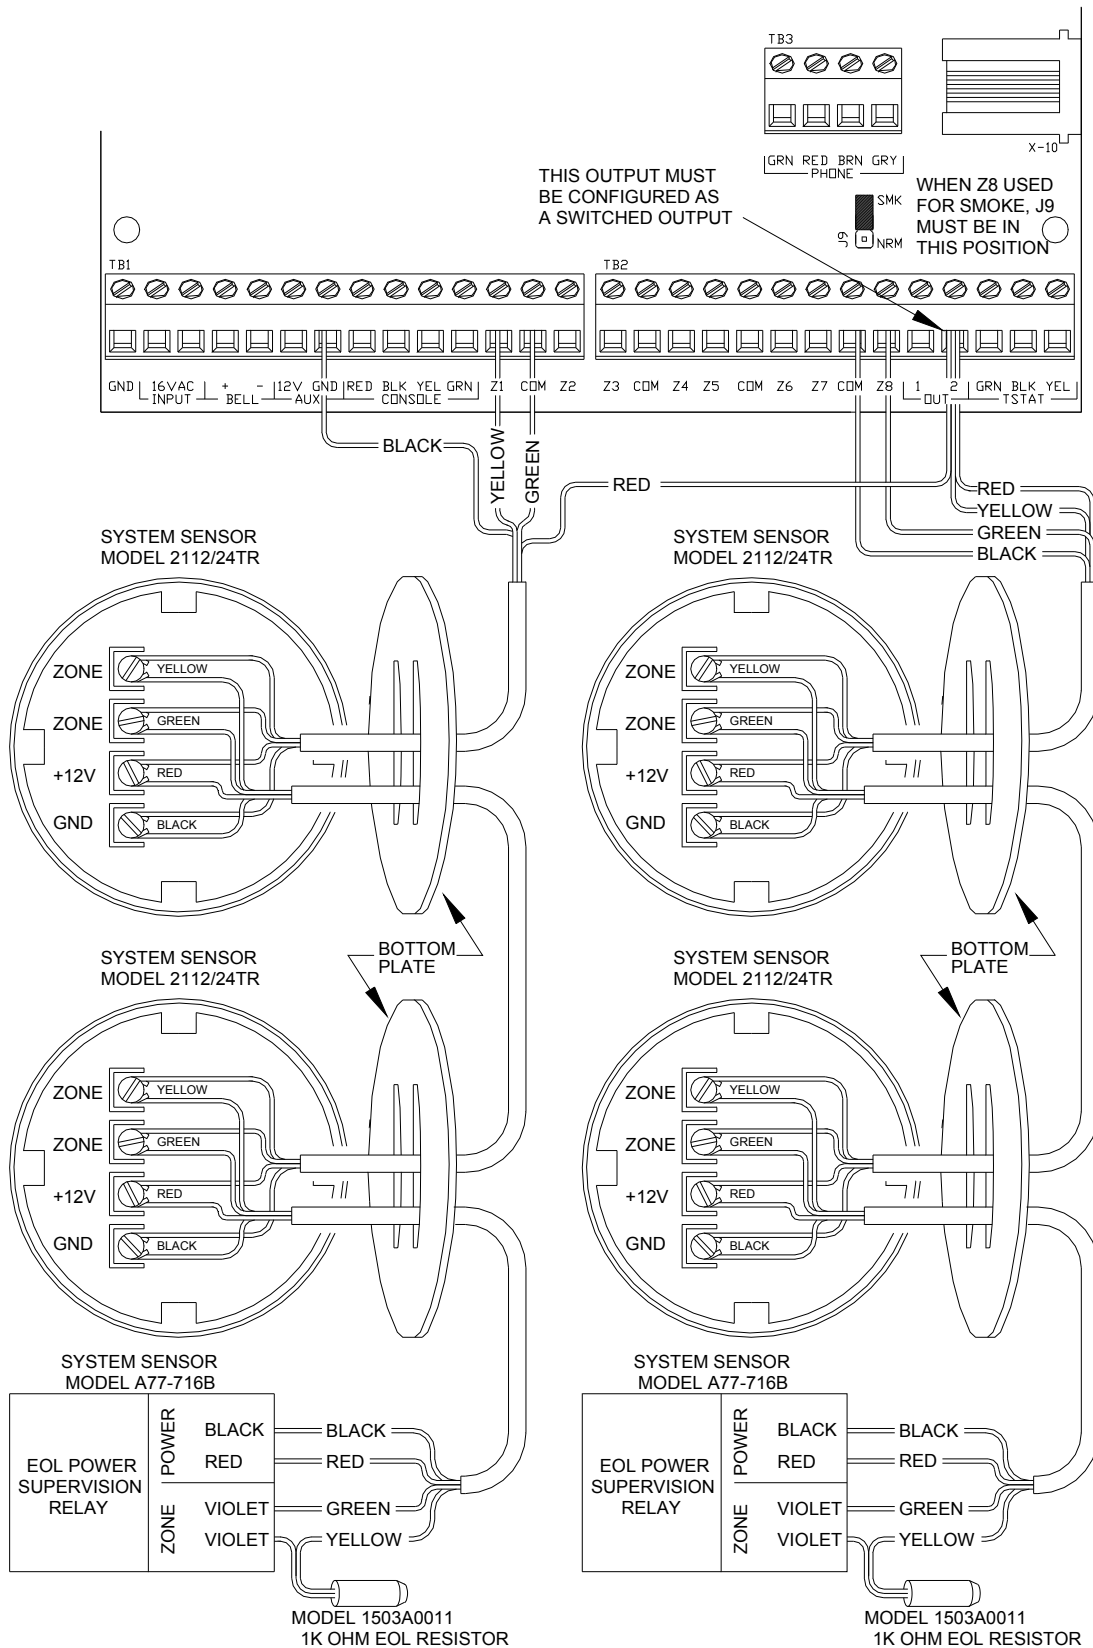 TB3
GRN RED BRN GRY
PHONE
X-10
THIS OUTPUT MUST
BE CONFIGURED AS
A SWITCHED OUTPUT
SMK
J9
NRM
WHEN Z8 USED
FOR SMOKE, J9
MUST BE IN
THIS POSITION
TB1
TB2
GND 16VAC + - 12V GND RED BLK YEL GRN Z1 COM Z2
INPUT BELL AUX CONSOLE
Z3 COM Z4 Z5 COM Z6 Z7 COM Z8 1 2 GRN BLK YEL
OUT TSTAT
BLACK
YELLOW
GREEN
RED
RED
YELLOW
GREEN
BLACK
SYSTEM SENSOR
MODEL 2112/24TR
ZONE YELLOW
ZONE GREEN
+12V RED
GND BLACK
SYSTEM SENSOR
MODEL 2112/24TR
ZONE YELLOW
ZONE GREEN
+12V RED
GND BLACK
BOTTOM
PLATE
BOTTOM
PLATE
SYSTEM SENSOR
MODEL 2112/24TR
ZONE YELLOW
ZONE GREEN
+12V RED
GND BLACK
SYSTEM SENSOR
MODEL 2112/24TR
ZONE YELLOW
ZONE GREEN
+12V RED
GND BLACK
SYSTEM SENSOR
MODEL A77-716B
EOL POWER
SUPERVISION
RELAY
POWER
ZONE
BLACK BLACK
RED RED
VIOLET GREEN
VIOLET YELLOW
MODEL 1503A0011
1K OHM EOL RESISTOR
SYSTEM SENSOR
MODEL A77-716B
EOL POWER
SUPERVISION
RELAY
POWER
ZONE
BLACK BLACK
RED RED
VIOLET GREEN
VIOLET YELLOW
MODEL 1503A0011
1K OHM EOL RESISTOR